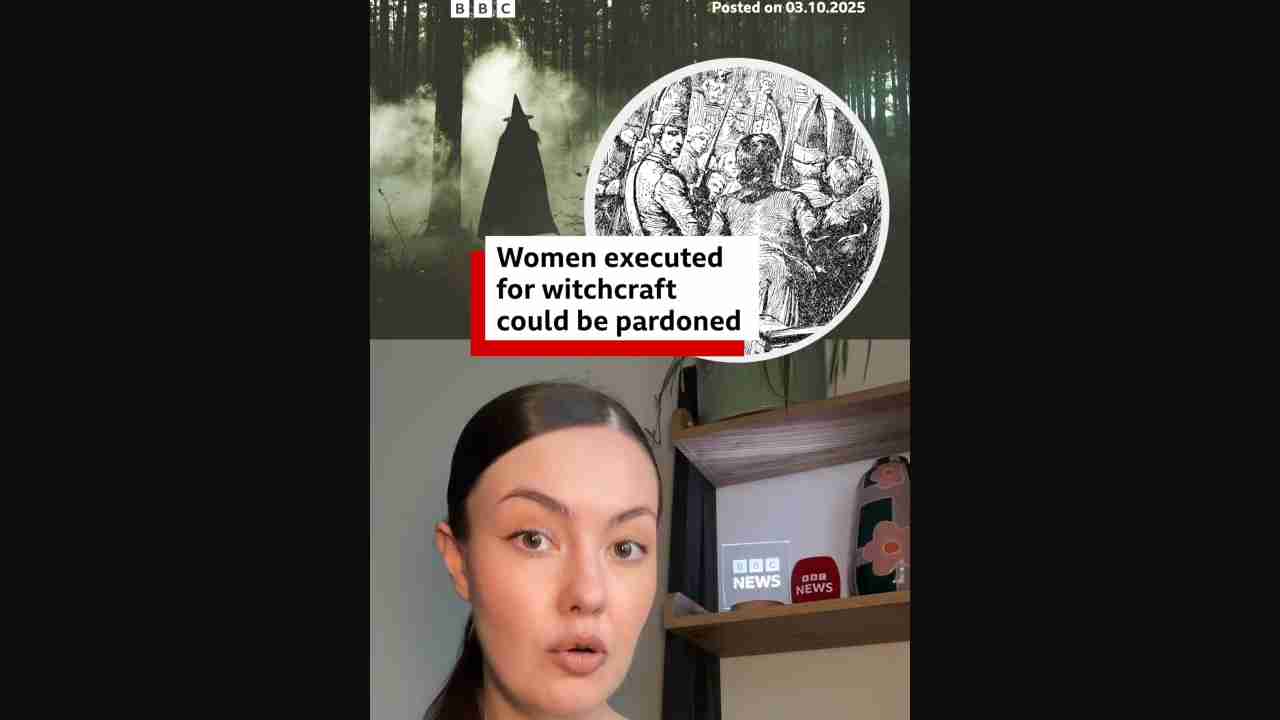 BBC
Posted on 03.10.2025
Women executed
for witchcraft
could be pardoned
BBC
NEWS
BBC
NEWS